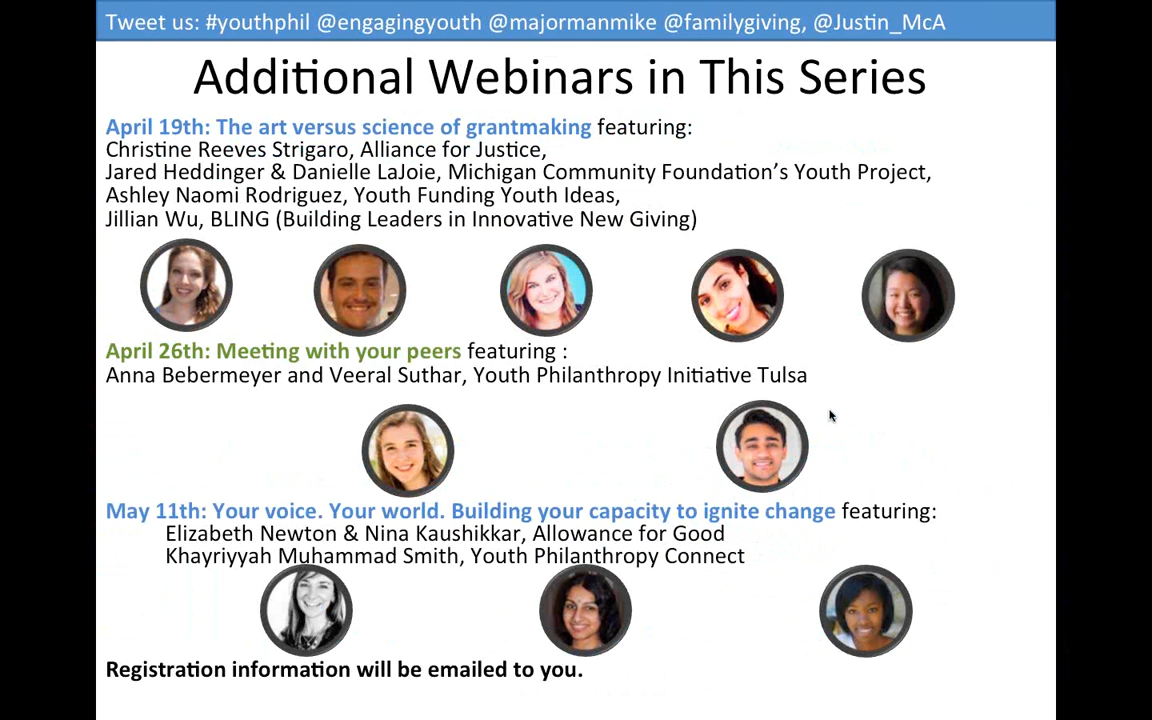 Tweet us: #youthphil @engagingyouth @majormanmike @familygiving, @Justin_McA
Additional Webinars in This Series
April 19th: The art versus science of grantmaking featuring:
Christine Reeves Strigaro, Alliance for Justice,
Jared Heddinger & Danielle LaJoie, Michigan Community Foundation's Youth Project,
Ashley Naomi Rodriguez, Youth Funding Youth Ideas,
Jillian Wu, BLING (Building Leaders in Innovative New Giving)
April 26th: Meeting with your peers featuring :
Anna Bebermeyer and Veeral Suthar, Youth Philanthropy Initiative Tulsa
May 11th: Your voice. Your world. Building your capacity to ignite change featuring:
Elizabeth Newton & Nina Kaushikkar, Allowance for Good
Khayriyyah Muhammad Smith, Youth Philanthropy Connect
Registration information will be emailed to you.